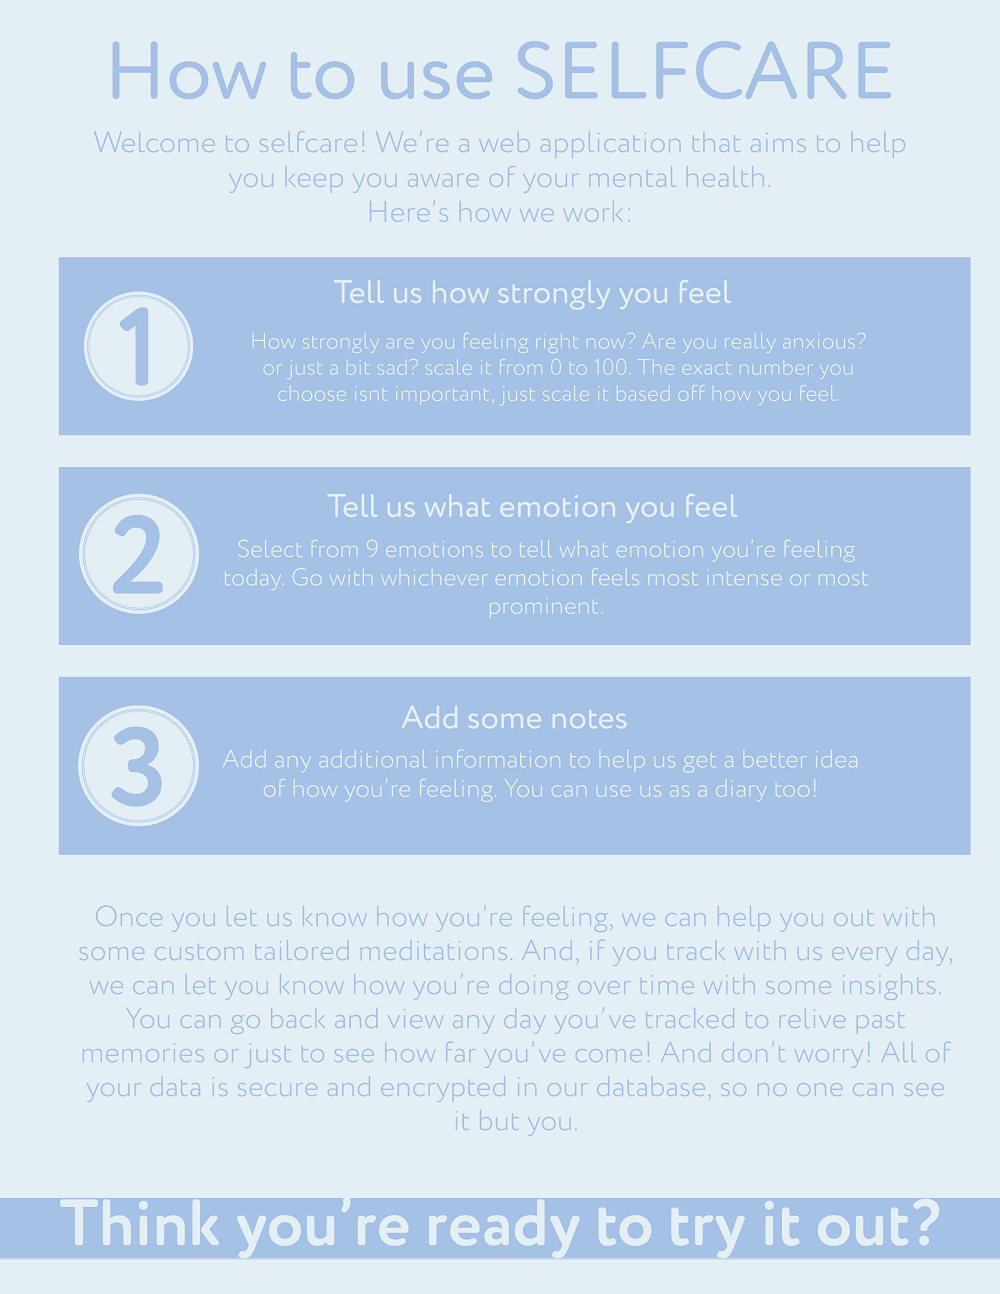 How to use SELFCARE
Welcome to selfcare! We're a web application that aims to help
you keep you aware of your mental health.
Here's how we work:
1
Tell us how strongly you feel
How strongly are you feeling right now? Are you really anxious?
or just a bit sad? scale it from 0 to 100. The exact number you
choose isnt important, just scale it based off how you feel.
2
Tell us what emotion you feel
Select from 9 emotions to tell what emotion you're feeling
today. Go with whichever emotion feels most intense or most
prominent.
3
Add some notes
Add any additional information to help us get a better idea
of how you're feeling. You can use us as a diary too!
Once you let us know how you're feeling, we can help you out with
some custom tailored meditations. And, if you track with us every day,
we can let you know how you're doing over time with some insights.
You can go back and view any day you've tracked to relive past
memories or just to see how far you've come! And don't worry! All of
your data is secure and encrypted in our database, so no one can see
it but you.
Think you're ready to try it out?